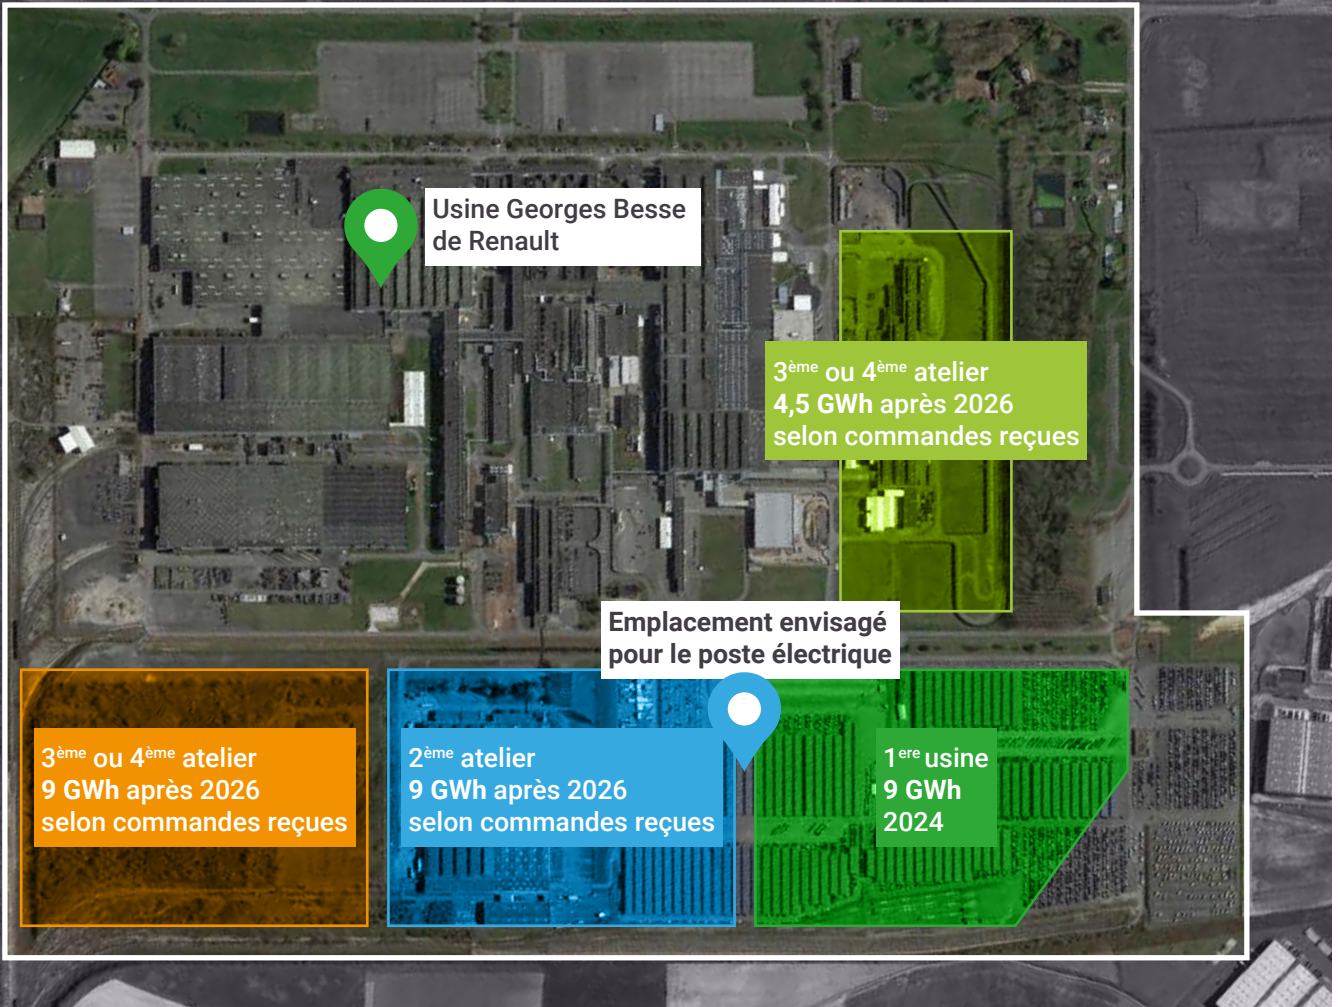 Usine Georges Besse
de Renault
3ème ou 4ème atelier
4,5 GWh après 2026
selon commandes reçues
Emplacement envisagé
pour le poste électrique
3ème ou 4ème atelier
9 GWh après 2026
selon commandes reçues
2ème atelier
9 GWh après 2026
selon commandes reçues
1ere usine
9 GWh
2024